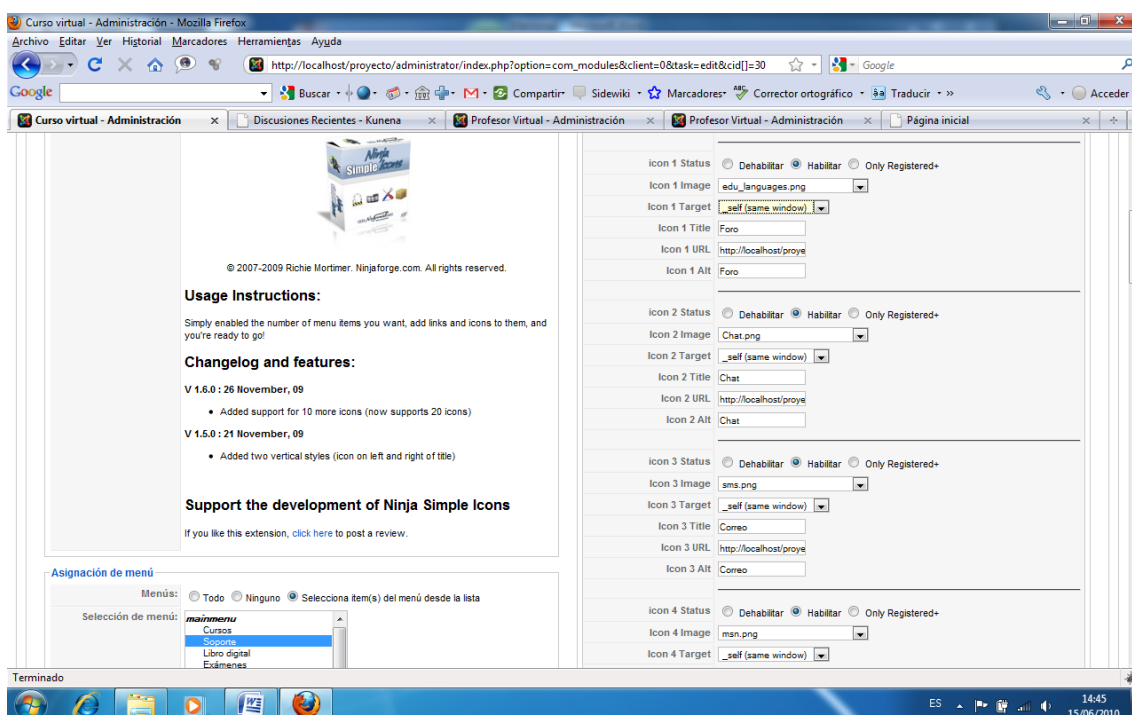 Curso virtual - Administración - Mozilla Firefox
Archivo Editar Ver Historial Marcadores Herramientas Ayuda
http://localhost/proyecto/administrator/index.php?option=com_modules&client=0&task=edit&cid[]=30
Google
Google Buscar Compartir Sidewiki Marcadores ABC Corrector ortográfico Traducir » Acceder
Curso virtual - Administración × Discusiones Recientes - Kunena × Profesor Virtual - Administración × Profesor Virtual - Administración × Página inicial ×
Ninja
Simple Icons
© 2007-2009 Richie Mortimer. Ninjaforge.com. All rights reserved.
Usage Instructions:
Simply enabled the number of menu items you want, add links and icons to them, and
you're ready to go!
Changelog and features:
V 1.6.0 : 26 November, 09
• Added support for 10 more icons (now supports 20 icons)
V 1.5.0 : 21 November, 09
• Added two vertical styles (icon on left and right of title)
Support the development of Ninja Simple Icons
If you like this extension, click here to post a review.
Asignación de menú
Menús: Todo Ninguno Selecciona item(s) del menú desde la lista
Selección de menú: mainmenu
Cursos
Soporte
Libro digital
Exámenes
icon 1 Status Dehabilitar Habilitar Only Registered+
Icon 1 Image edu_languages.png
Icon 1 Target _self (same window)
Icon 1 Title Foro
Icon 1 URL http://localhost/proye
Icon 1 Alt Foro
icon 2 Status Dehabilitar Habilitar Only Registered+
Icon 2 Image Chat.png
Icon 2 Target _self (same window)
Icon 2 Title Chat
Icon 2 URL http://localhost/proye
Icon 2 Alt Chat
icon 3 Status Dehabilitar Habilitar Only Registered+
Icon 3 Image sms.png
Icon 3 Target _self (same window)
Icon 3 Title Correo
Icon 3 URL http://localhost/proye
Icon 3 Alt Correo
icon 4 Status Dehabilitar Habilitar Only Registered+
Icon 4 Image msn.png
Icon 4 Target _self (same window)
Terminado
ES
14:45
15/06/2010